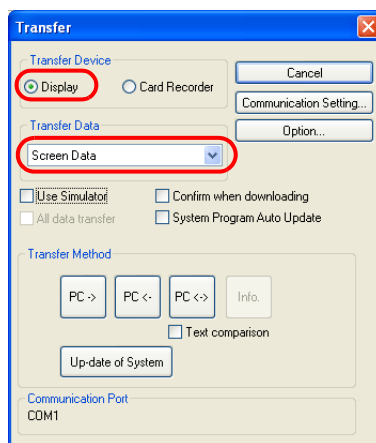 Transfer
Transfer Device
Display
Card Recorder
Cancel
Communication Setting...
Transfer Data
Option...
Screen Data
Use Simulator
Confirm when downloading
All data transfer
System Program Auto Update
Transfer Method
PC -> PC <- PC <-> Info.
Text comparison
Up-date of System
Communication Port
COM1